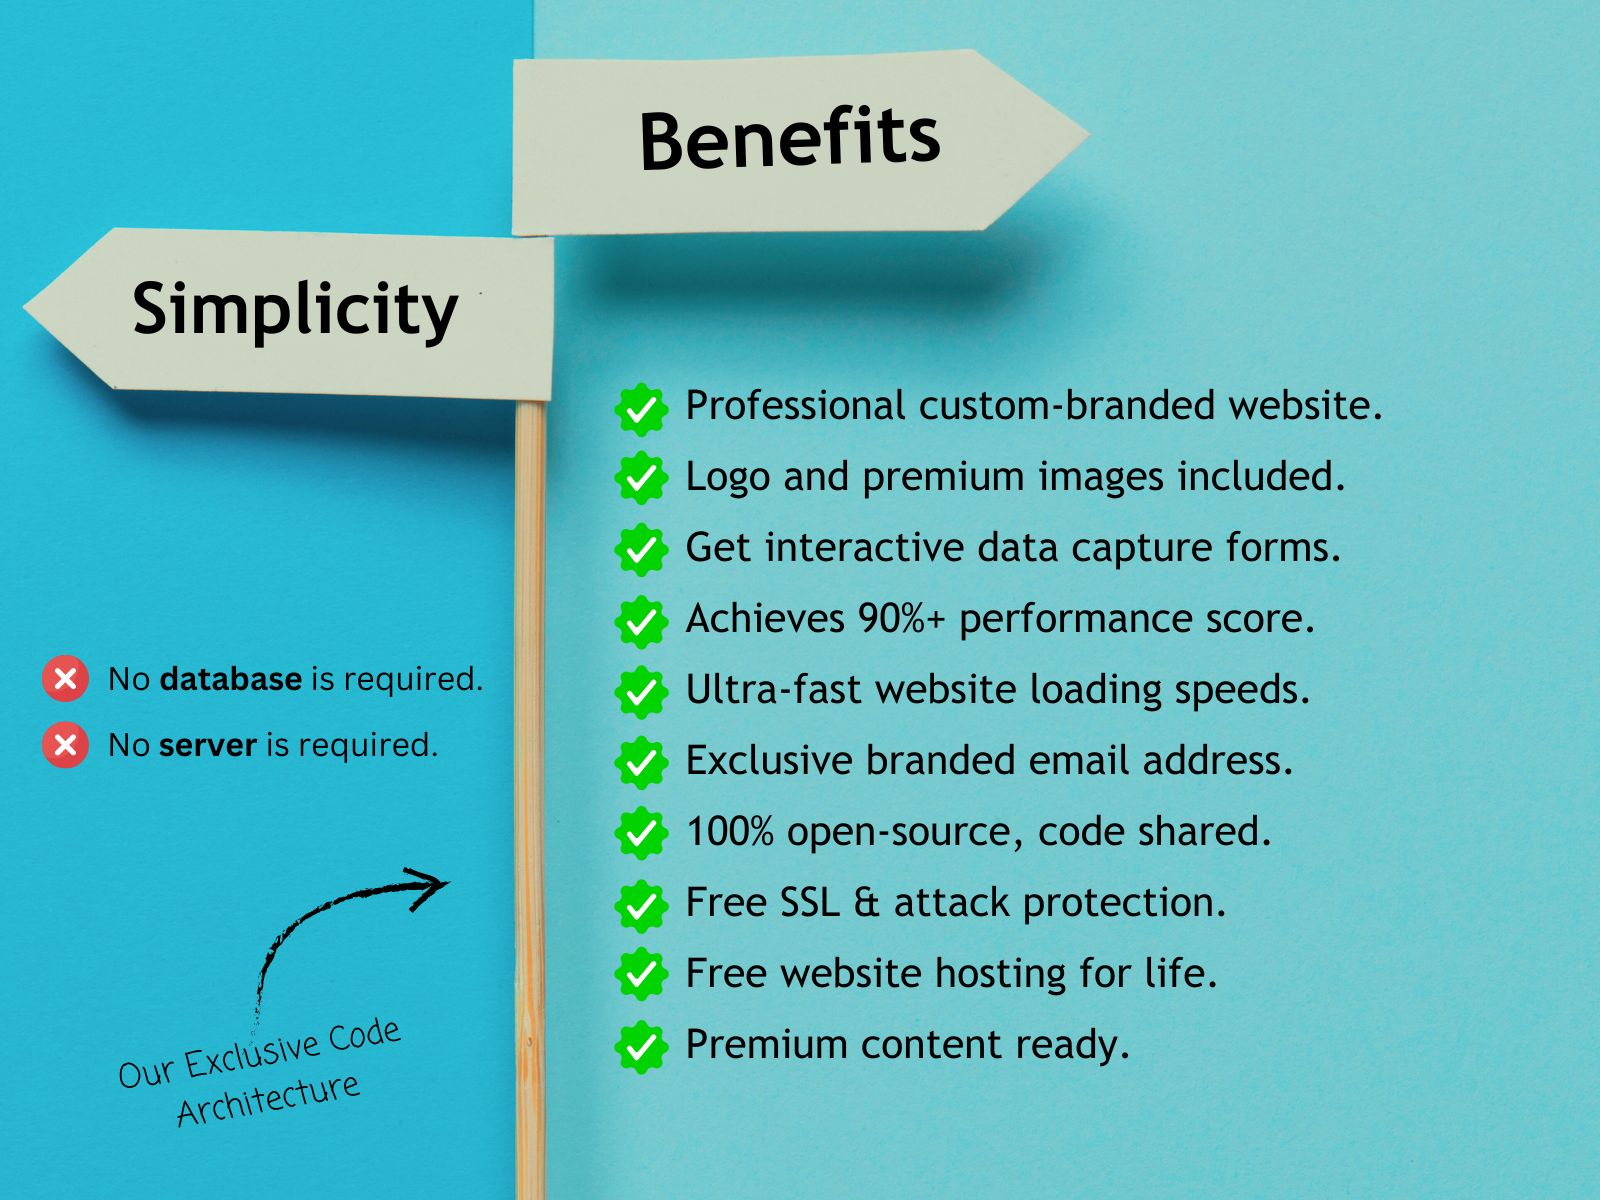 Benefits
Simplicity
Professional custom-branded website.
Logo and premium images included.
Get interactive data capture forms.
Achieves 90%+ performance score.
Ultra-fast website loading speeds.
Exclusive branded email address.
100% open-source, code shared.
Free SSL & attack protection.
Free website hosting for life.
Premium content ready.
No database is required.
No server is required.
Our Exclusive Code
Architecture